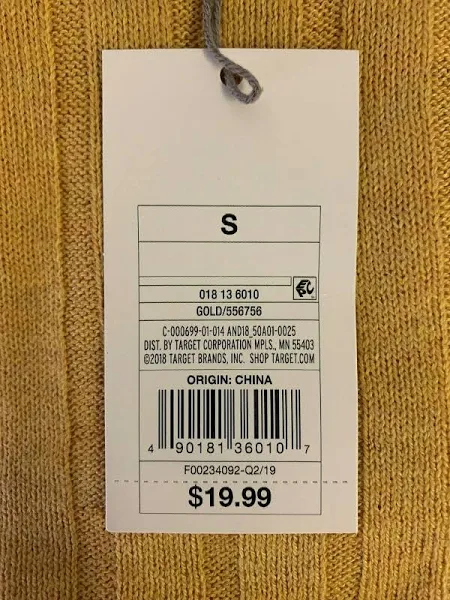 S
018 13 6010
GOLD/556756
C-000699-01-014 AND18_50A01-0025
DIST. BY TARGET CORPORATION MPLS., MN 55403
©2018 TARGET BRANDS, INC. SHOP TARGET.COM
ORIGIN: CHINA
4 90181 36010 7
F00234092-Q2/19
$19.99